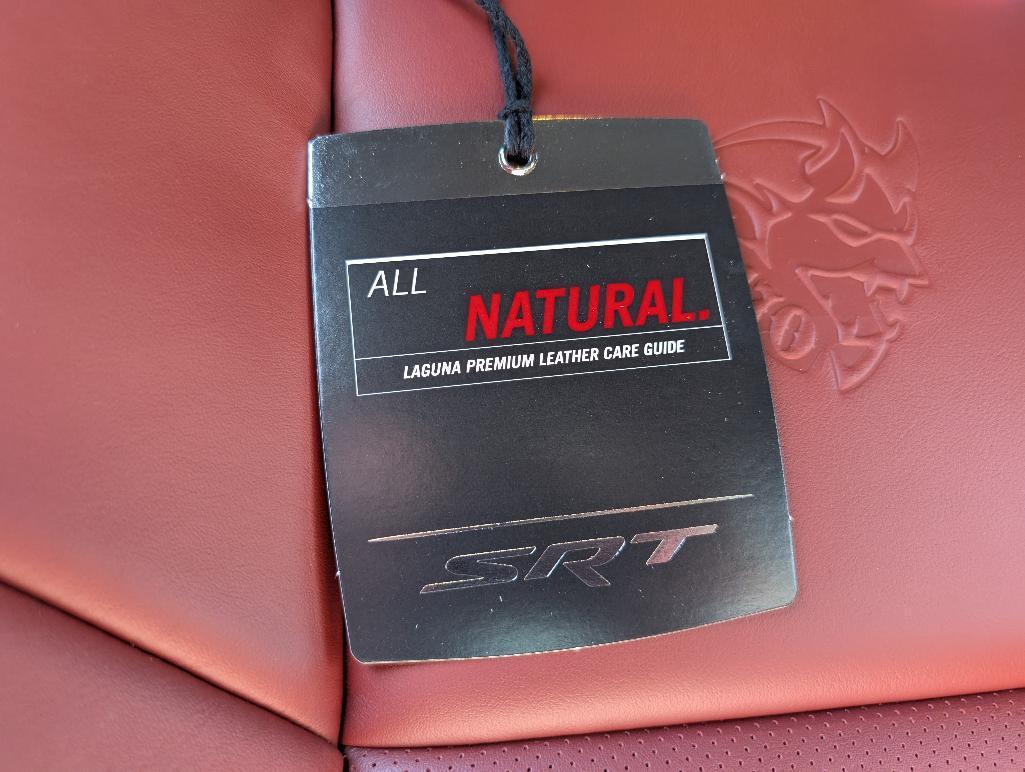 ALL
NATURAL.
LAGUNA PREMIUM LEATHER CARE GUIDE
SRT